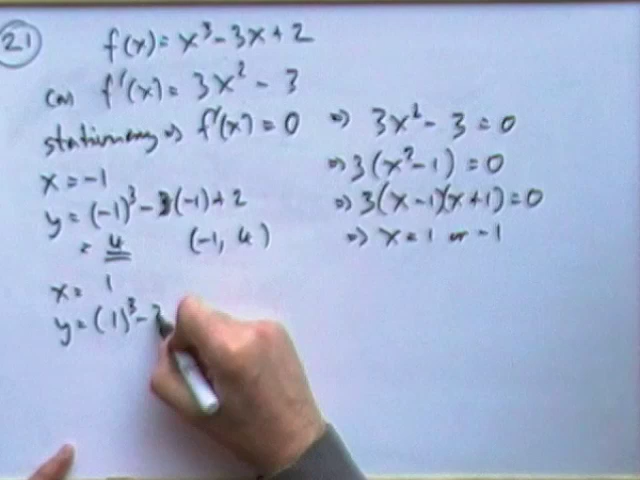 21
f(x) = x³ - 3x + 2
(a) f'(x) = 3x² - 3
stationary ⇒ f'(x) = 0 ⇒ 3x² - 3 = 0
⇒ 3(x² - 1) = 0
x = -1
y = (-1)³ - 3(-1) + 2 ⇒ 3(x - 1)(x + 1) = 0
= 4 (-1, 4) ⇒ x = 1 or -1
x = 1
y = (1)³ - 3